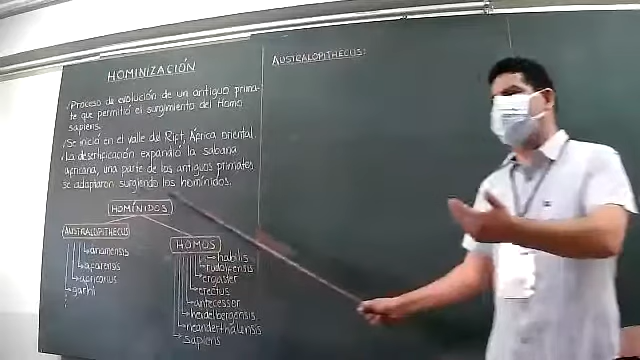 HOMINIZACIÓN
Proceso de evolución de un antiguo prima-
te que permitió el surgimiento del Homo
sapiens.
Se inició en el valle del Rift, África oriental.
La desertificación expandió la sabana
africana, una parte de los antiguos primates
se adaptaron surgiendo los homínidos.
HOMÍNIDOS
AUSTRALOPITHECUS
anamensis
afarensis
africanus
garhi
HOMOS
habilis
rudolfensis
ergaster
erectus
antecessor
heidelbergensis
neanderthalensis
sapiens
AUSTRALOPITHECUS: